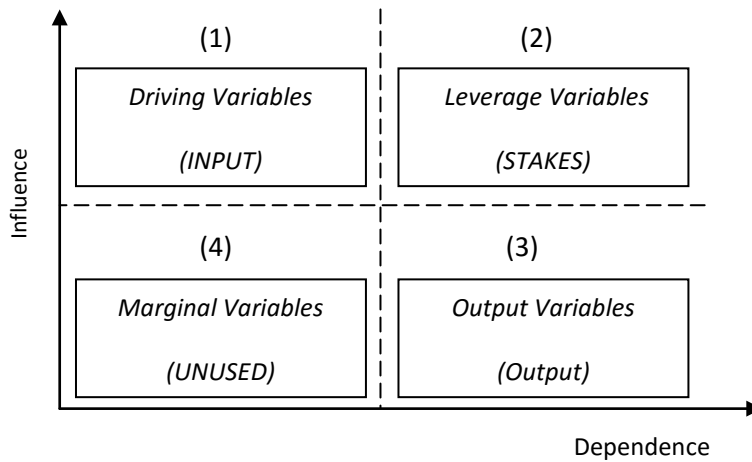 (1)
Driving Variables
(INPUT)
(2)
Leverage Variables
(STAKES)
Influence
(4)
Marginal Variables
(UNUSED)
(3)
Output Variables
(Output)
Dependence